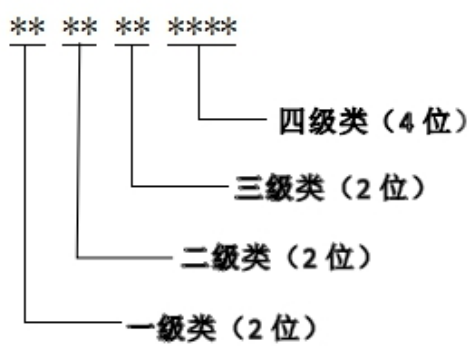 ** ** ** ****
四级类（4 位）
三级类（2 位）
二级类（2 位）
一级类（2 位）